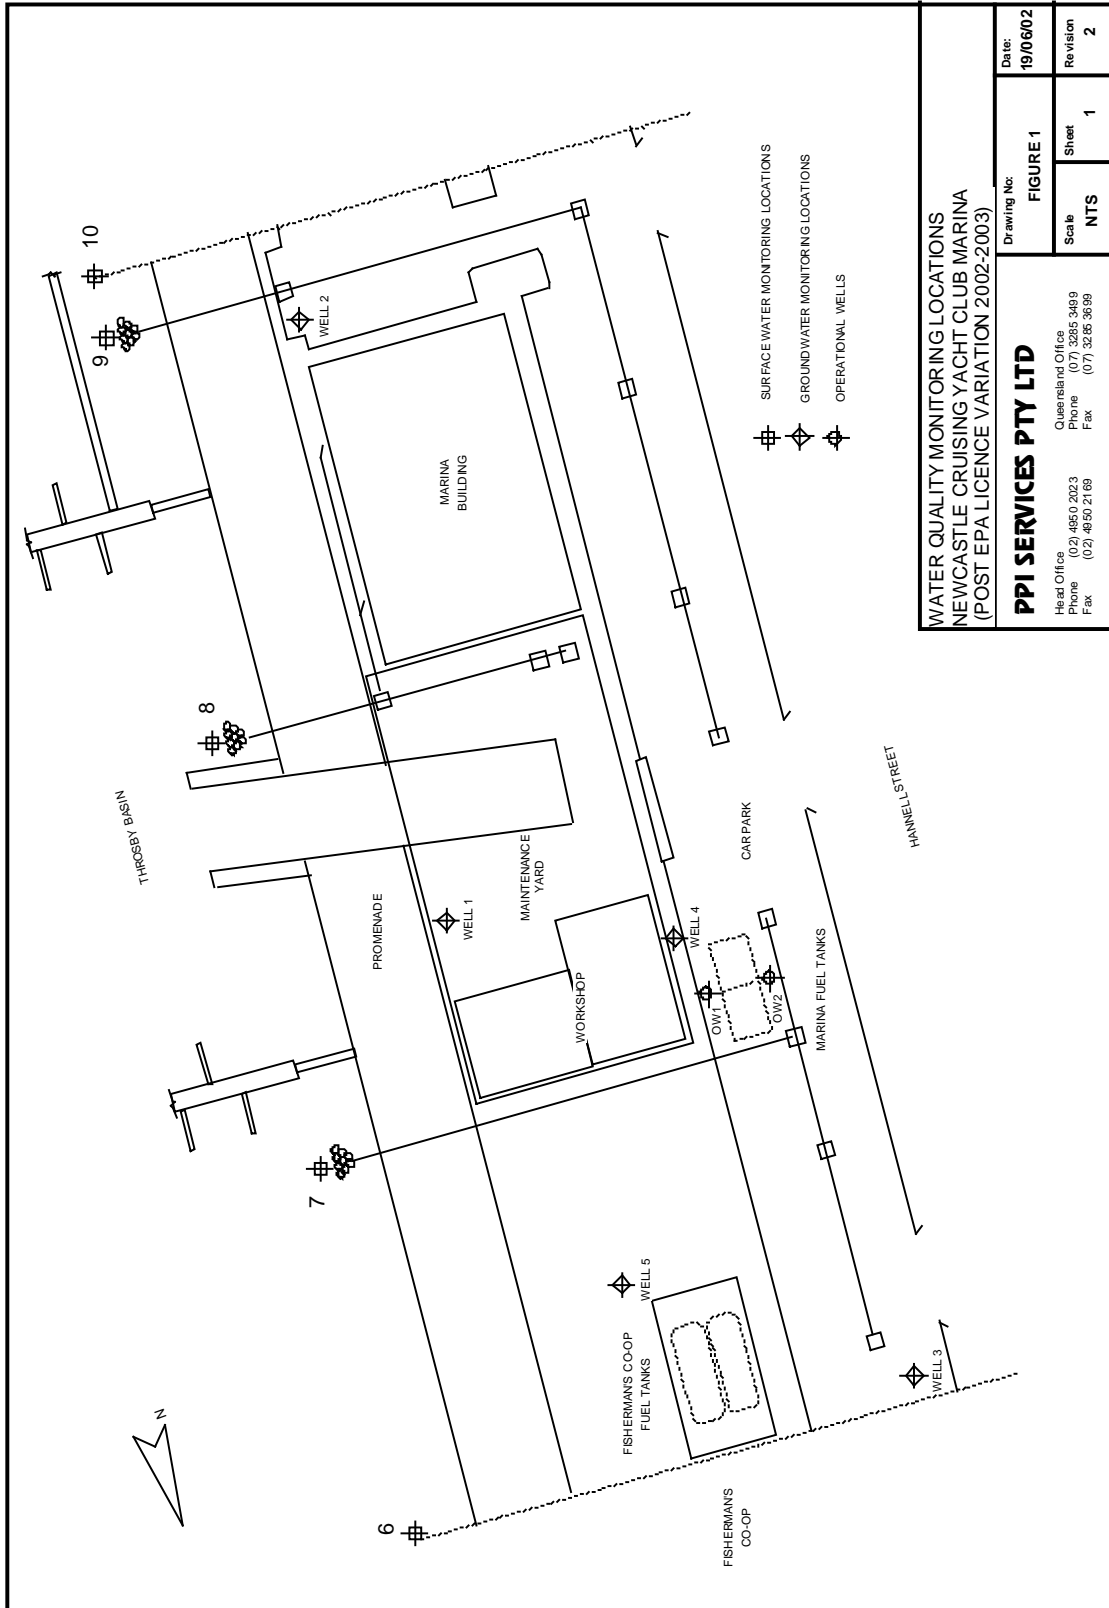 N
THROSBY BASIN
6
7
8
9
10
PROMENADE
WELL 1
WELL 2
MARINA
BUILDING
MAINTENANCE
YARD
WORKSHOP
WELL 4
WELL 5
FISHERMAN'S CO-OP
FUEL TANKS
OW1
OW2
MARINA FUEL TANKS
CAR PARK
WELL 3
FISHERMAN'S
CO-OP
HANNELL STREET
SURFACE WATER MONITORING LOCATIONS
GROUNDWATER MONITORING LOCATIONS
OPERATIONAL WELLS
WATER QUALITY MONITORING LOCATIONS
NEWCASTLE CRUISING YACHT CLUB MARINA
(POST EPA LICENCE VARIATION 2002-2003)
PPI SERVICES PTY LTD
Head Office
Phone (02) 4950 2023
Fax (02) 4950 2169
Queensland Office
Phone (07) 3285 3499
Fax (07) 3285 3699
Drawing No:
FIGURE 1
Date:
19/06/02
Scale
NTS
Sheet
1
Revision
2